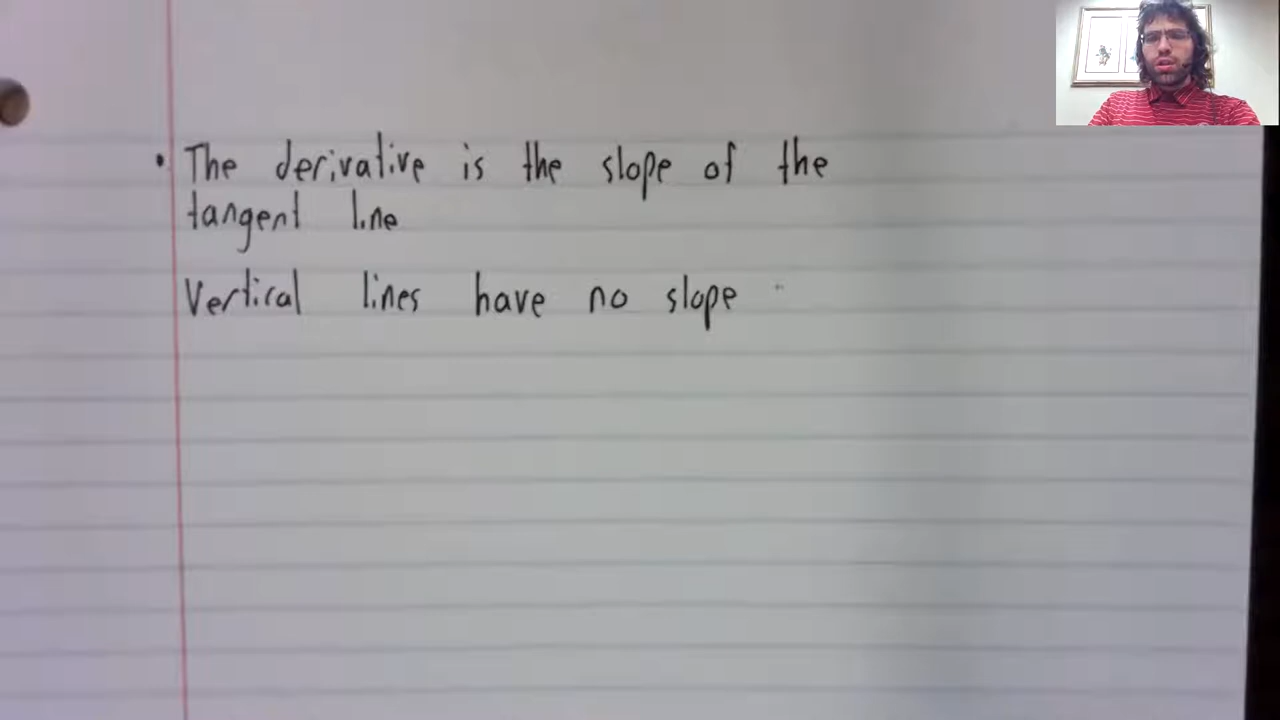 • The derivative is the slope of the
tangent line
Vertical lines have no slope